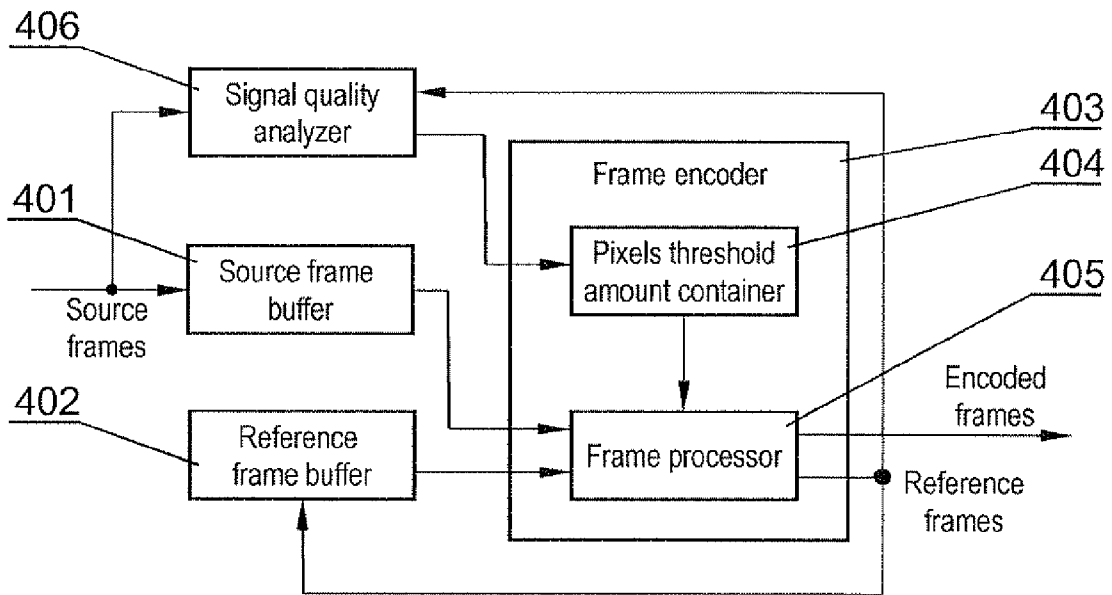 406
Signal quality
analyzer
403
Frame encoder
404
401
Pixels threshold
amount container
Source frame
buffer
405
Source
frames
Encoded
frames
402
Reference
frame buffer
Frame processor
Reference
frames